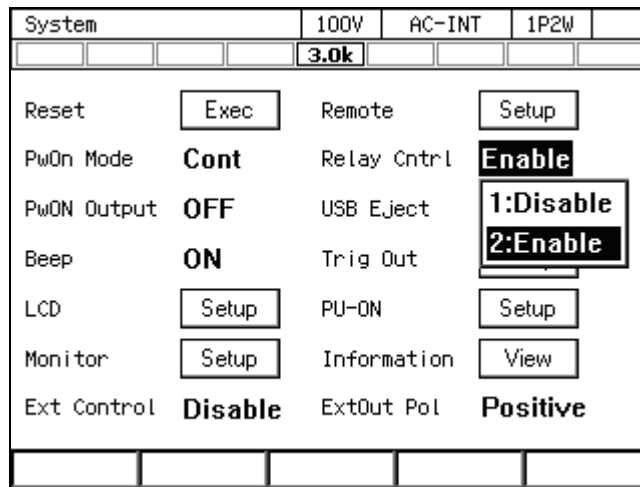 System 100V AC-INT 1P2W
3.0k
Reset Exec Remote Setup
PwOn Mode Cont Relay Cntrl Enable
PwON Output OFF USB Eject 1:Disable
2:Enable
Beep ON Trig Out
LCD Setup PU-ON Setup
Monitor Setup Information View
Ext Control Disable ExtOut Pol Positive